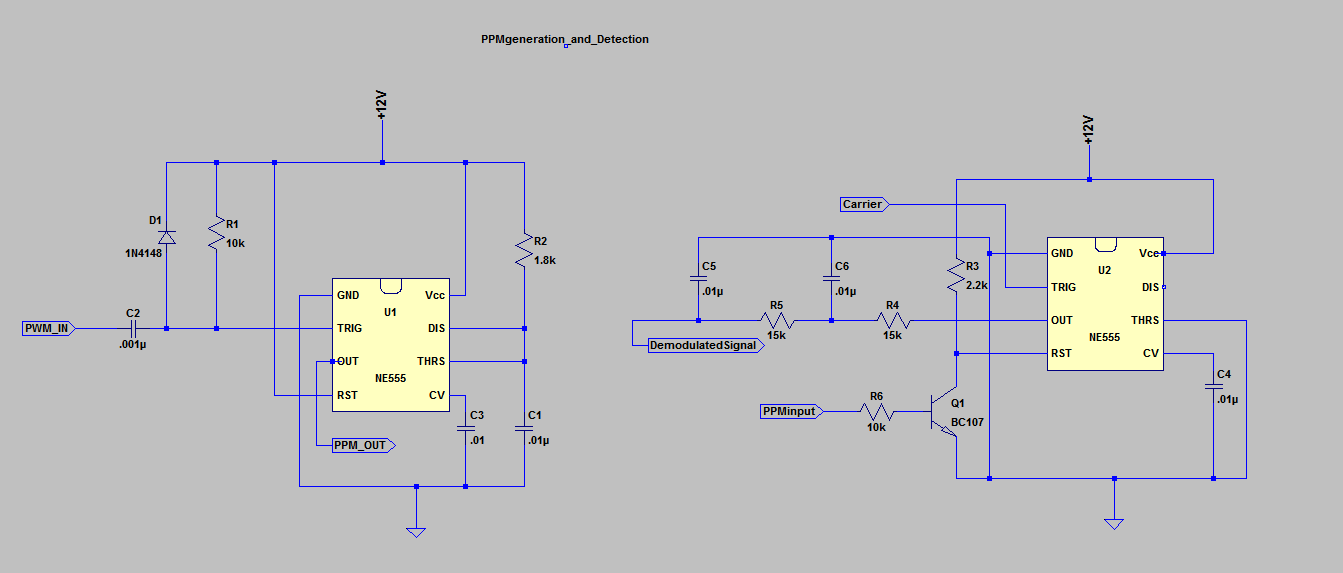 PPMgeneration_and_Detection
+12V
D1
1N4148
R1
10k
R2
1.8k
PWM_IN
C2
.001µ
GND
TRIG
OUT
RST
U1
NE555
Vcc
DIS
THRS
CV
C3
.01
C1
.01µ
PPM_OUT
+12V
Carrier
C5
.01µ
C6
.01µ
R5
15k
R4
15k
DemodulatedSignal
R3
2.2k
GND
TRIG
OUT
RST
U2
NE555
Vcc
DIS
THRS
CV
C4
.01µ
PPMinput
R6
10k
Q1
BC107